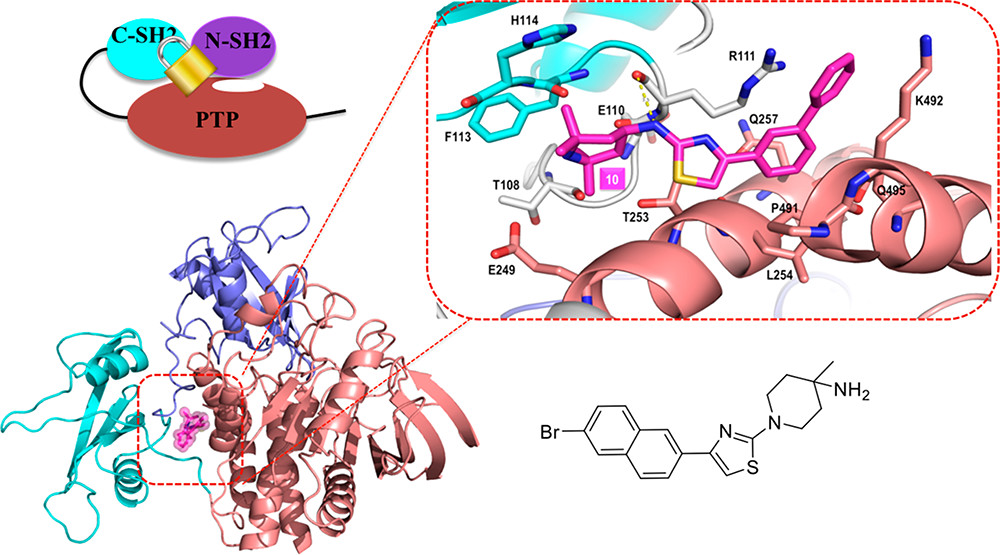 C-SH2 N-SH2
PTP
H114
R111
K492
E110
Q257
F113
10
T108
Q495
P491
T253
E249
L254
Br
N
N
S
NH2